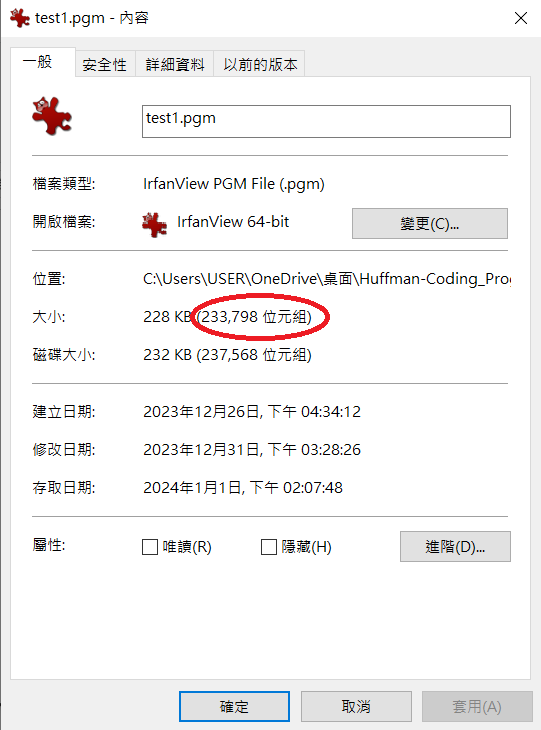 test1.pgm - 內容
一般 安全性 詳細資料 以前的版本
test1.pgm
檔案類型: IrfanView PGM File (.pgm)
開啟檔案: IrfanView 64-bit 變更(C)...
位置: C:\Users\USER\OneDrive\桌面\Huffman-Coding_Prog
大小: 228 KB (233,798 位元組)
磁碟大小: 232 KB (237,568 位元組)
建立日期: 2023年12月26日, 下午 04:34:12
修改日期: 2023年12月31日, 下午 03:28:26
存取日期: 2024年1月1日, 下午 02:07:48
屬性: 唯讀(R) 隱藏(H) 進階(D)...
確定 取消 套用(A)